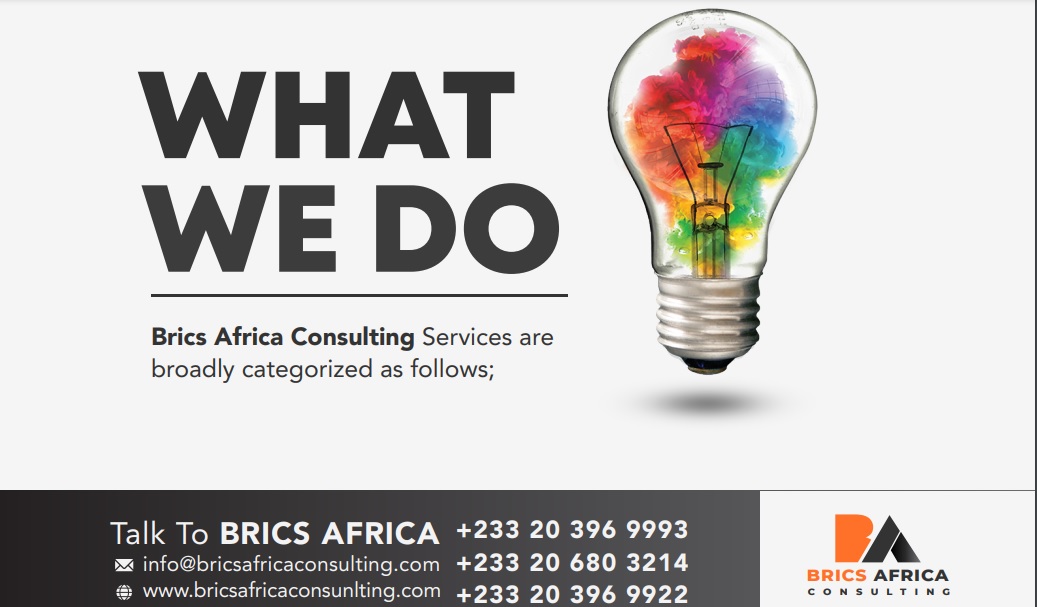 WHAT
WE DO
Brics Africa Consulting Services are
broadly categorized as follows;
Talk To BRICS AFRICA
info@bricsafricaconsulting.com
www.bricsafricaconsunlting.com
+233 20 396 9993
+233 20 680 3214
+233 20 396 9922
BRICS AFRICA
CONSULTING